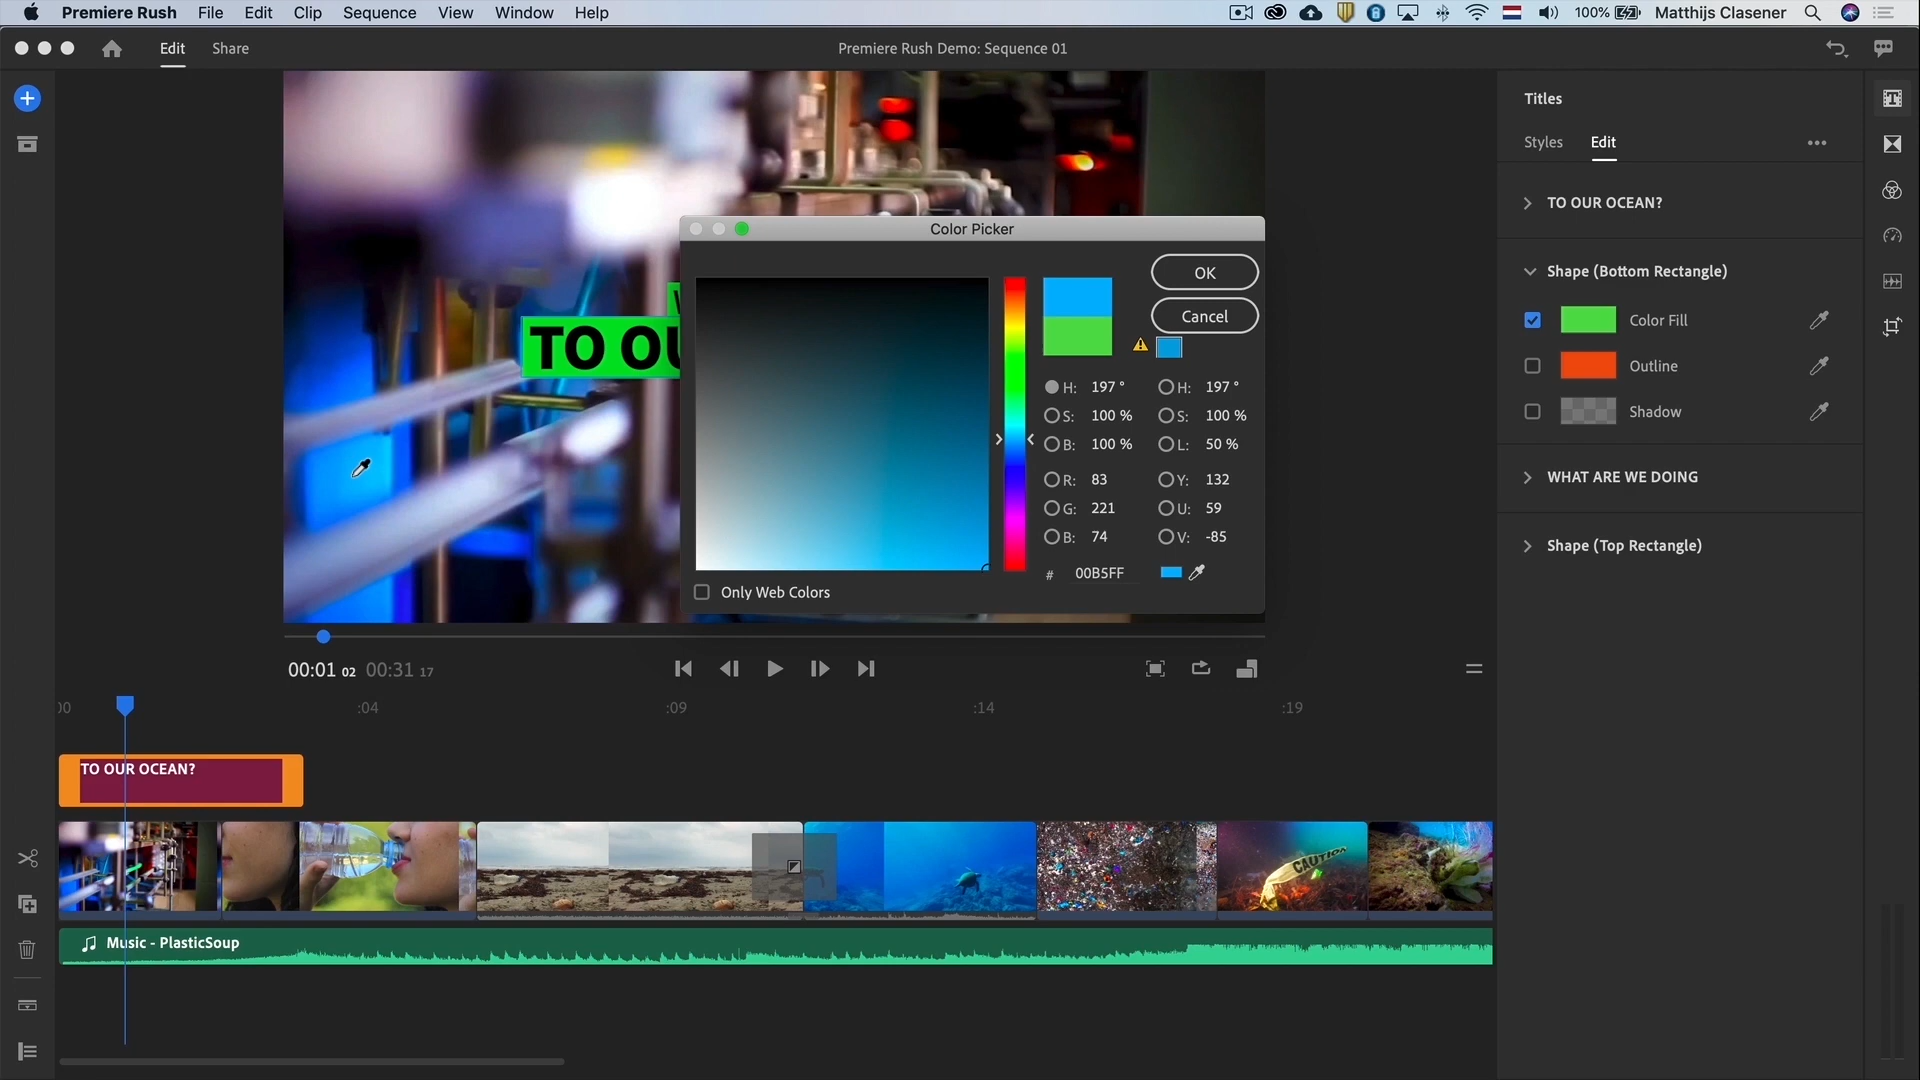 Premiere Rush File Edit Clip Sequence View Window Help 100% Matthijs Clasener
Edit Share Premiere Rush Demo: Sequence 01
Titles
Styles Edit
TO OUR OCEAN?
Shape (Bottom Rectangle)
Color Fill
Outline
Shadow
WHAT ARE WE DOING
Shape (Top Rectangle)
TO OU
Color Picker
OK
Cancel
H: 197 ° H: 197 °
S: 100 % S: 100 %
B: 100 % L: 50 %
R: 83 Y: 132
G: 221 U: 59
B: 74 V: -85
# 00B5FF
Only Web Colors
00:01 02 00:31 17
00 :04 :09 :14 :19
TO OUR OCEAN?
CAUTION
Music - PlasticSoup